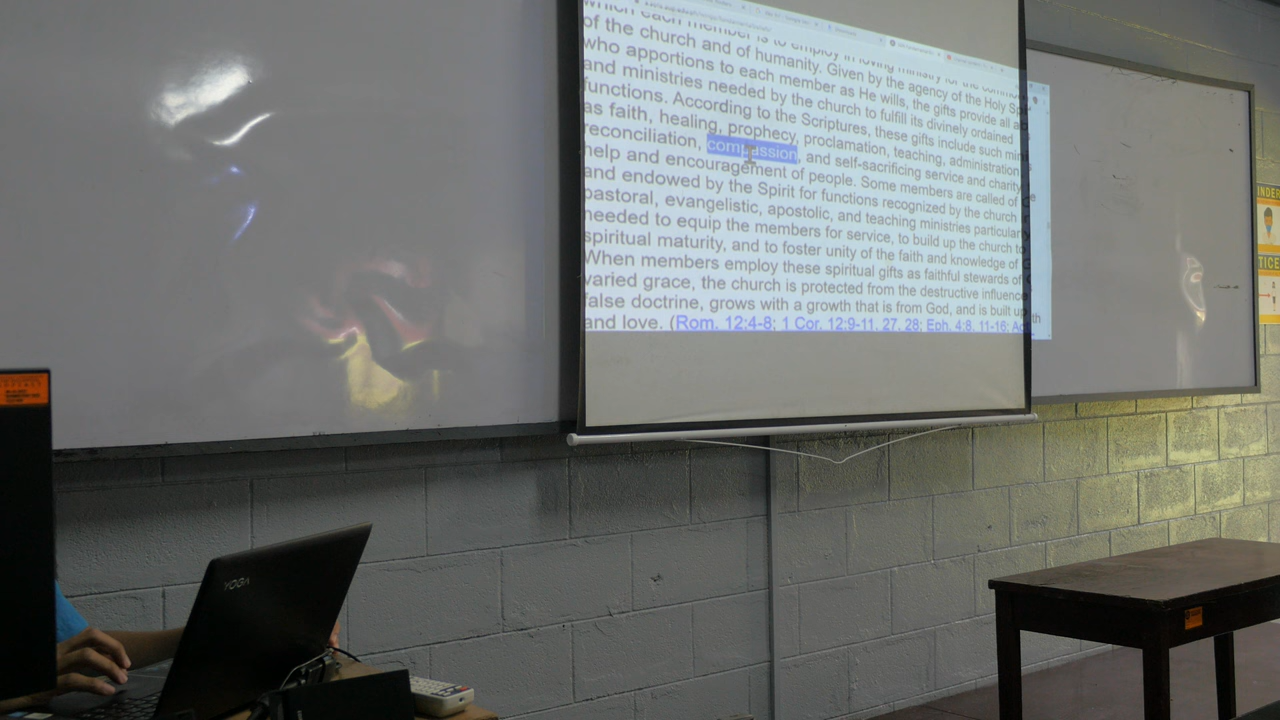 which each member is to employ in loving ministry for the common
of the church and of humanity. Given by the agency of the Holy
who apportions to each member as He wills, the gifts provide all
and ministries needed by the church to fulfill its divinely ordained
functions. According to the Scriptures, these gifts include such
as faith, healing, prophecy, proclamation, teaching, administration,
reconciliation, compassion, and self-sacrificing service and charity
help and encouragement of people. Some members are called of
and endowed by the Spirit for functions recognized by the church
pastoral, evangelistic, apostolic, and teaching ministries particular
needed to equip the members for service, to build up the church to
spiritual maturity, and to foster unity of the faith and knowledge of
When members employ these spiritual gifts as faithful stewards of
varied grace, the church is protected from the destructive influence
false doctrine, grows with a growth that is from God, and is built up
and love. (Rom. 12:4-8; 1 Cor. 12:9-11, 27, 28; Eph. 4:8, 11-16;
YOGA